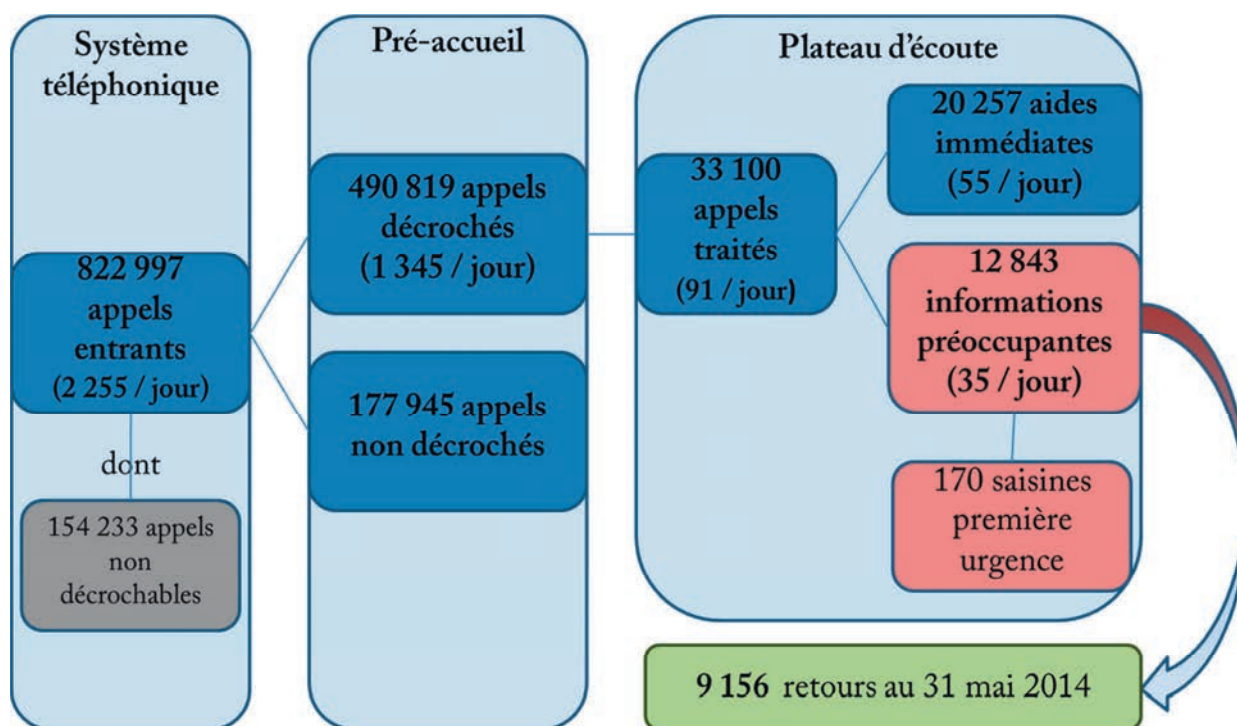 Système
téléphonique
822 997
appels
entrants
(2 255 / jour)
dont
154 233 appels
non
décrochables
Pré-accueil
490 819 appels
décrochés
(1 345 / jour)
177 945 appels
non décrochés
Plateau d'écoute
33 100
appels
traités
(91 / jour)
20 257 aides
immédiates
(55 / jour)
12 843
informations
préoccupantes
(35 / jour)
170 saisines
première
urgence
9 156 retours au 31 mai 2014